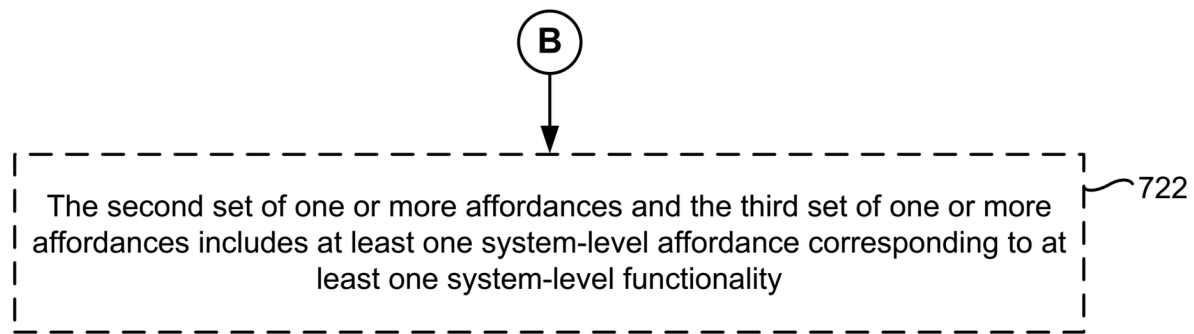 B
The second set of one or more affordances and the third set of one or more
affordances includes at least one system-level affordance corresponding to at
least one system-level functionality
722